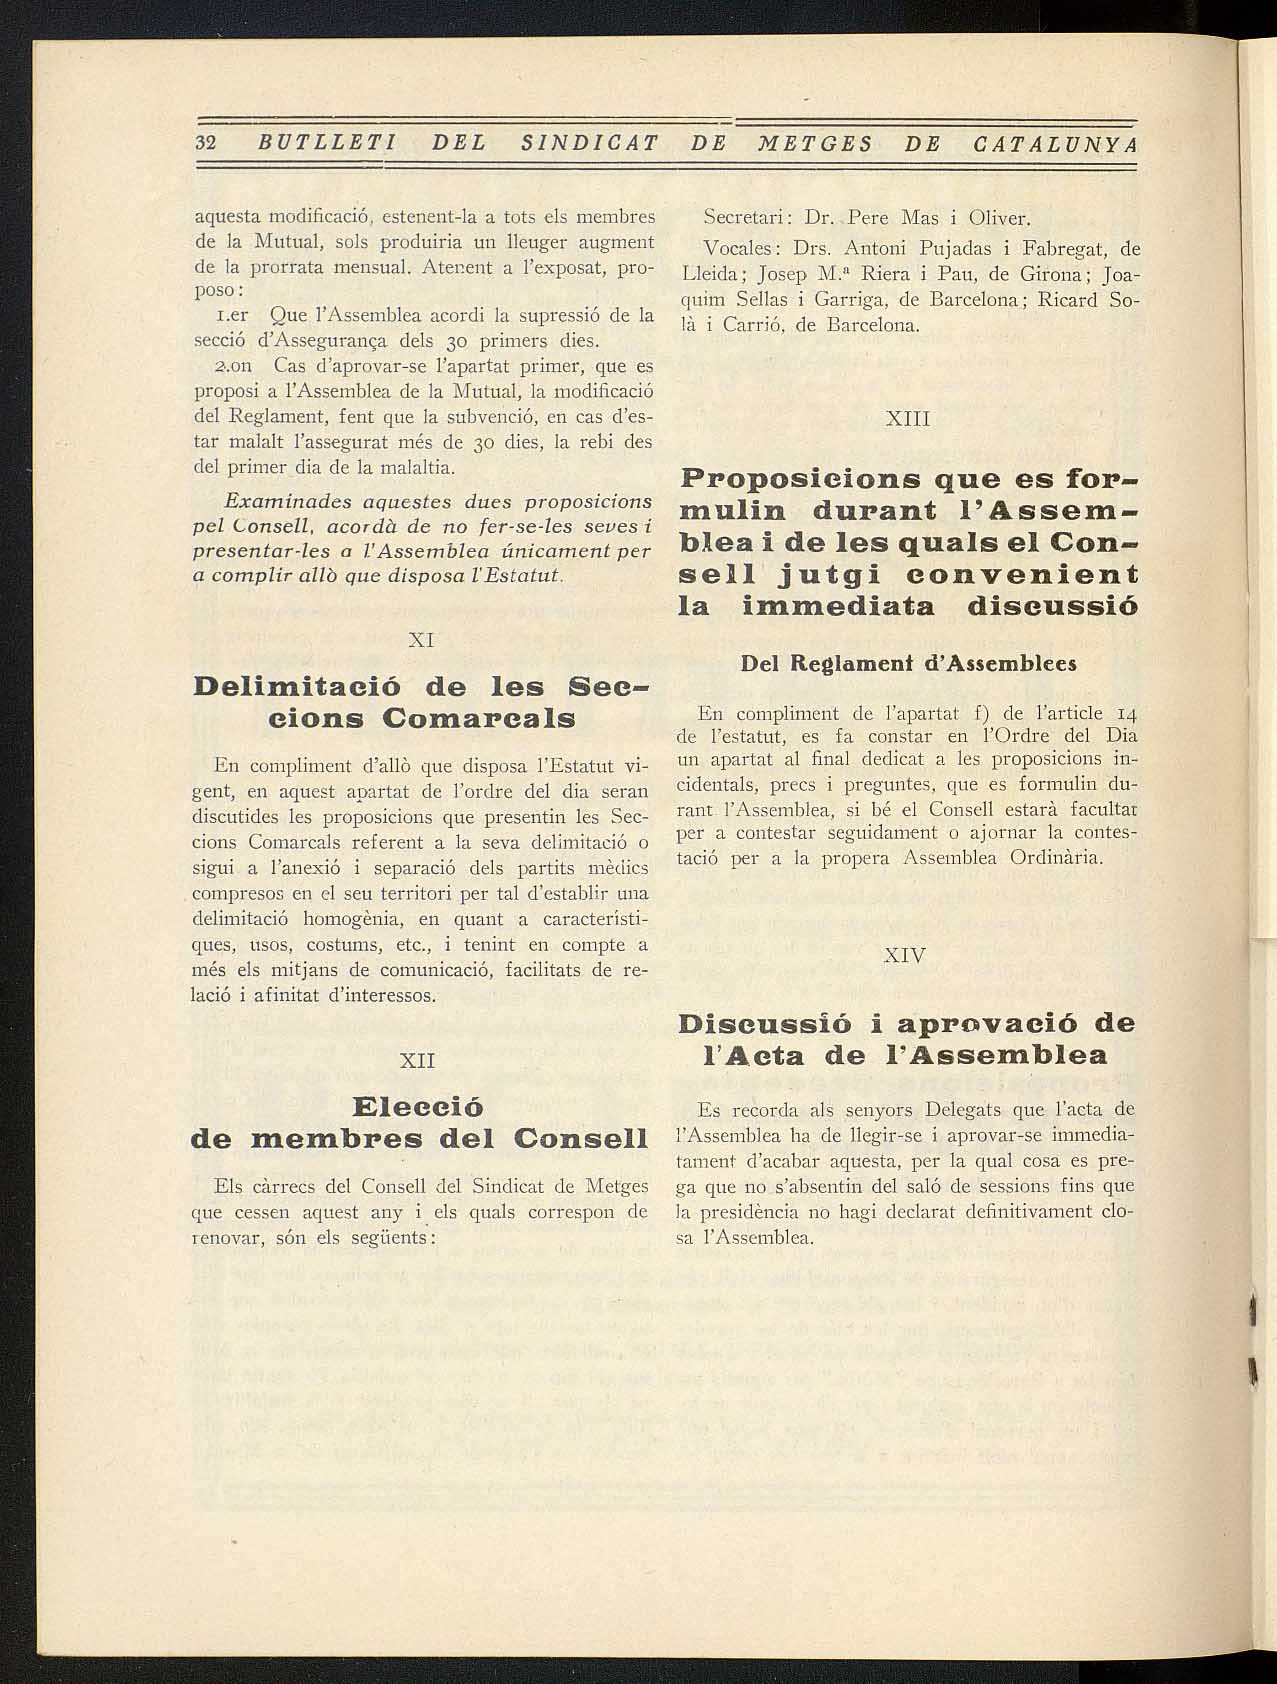 32 BUTLLETI DEL SINDICAT DE METGES DE CATALUNYA
aquesta modificació, estenent-la a tots els membres
de la Mutual, sols produiria un lleuger augment
de la prorrata mensual. Atenent a l'exposat, pro-
poso:
1.er Que l'Assemblea acordi la supressió de la
secció d'Assegurança dels 30 primers dies.
2.on Cas d'aprovar-se l'apartat primer, que es
proposi a l'Assemblea de la Mutual, la modificació
del Reglament, fent que la subvenció, en cas d'es-
tar malalt l'assegurat més de 30 dies, la rebi des
del primer dia de la malaltia.
Examinades aquestes dues proposicions
pel Consell, acordà de no fer-se-les seves i
presentar-les a l'Assemblea únicament per
a complir allò que disposa l'Estatut.
XI
Delimitació de les Sec-
cions Comarcals
En compliment d'allò que disposa l'Estatut vi-
gent, en aquest apartat de l'ordre del dia seran
discutides les proposicions que presentin les Sec-
cions Comarcals referent a la seva delimitació o
sigui a l'anexió i separació dels partits mèdics
compresos en el seu territori per tal d'establir una
delimitació homogènia, en quant a característi-
ques, usos, costums, etc., i tenint en compte a
més els mitjans de comunicació, facilitats de re-
lació i afinitat d'interessos.
XII
Elecció
de membres del Consell
Els càrrecs del Consell del Sindicat de Metges
que cessen aquest any i els quals correspon de
renovar, són els següents:
Secretari: Dr. Pere Mas i Oliver.
Vocales: Drs. Antoni Pujadas i Fabregat, de
Lleida; Josep M.ª Riera i Pau, de Girona; Joa-
quim Sellas i Garriga, de Barcelona; Ricard So-
là i Carrió, de Barcelona.
XIII
Proposicions que es for-
mulin durant l'Assem-
blea i de les quals el Con-
sell jutgi convenient
la immediata discussió
Del Reglament d'Assemblees
En compliment de l'apartat f) de l'article 14
de l'estatut, es fa constar en l'Ordre del Dia
un apartat al final dedicat a les proposicions in-
cidentals, precs i preguntes, que es formulin du-
rant l'Assemblea, si bé el Consell estarà facultat
per a contestar seguidament o ajornar la contes-
tació per a la propera Assemblea Ordinària.
XIV
Discussió i aprovació de
l'Acta de l'Assemblea
Es recorda als senyors Delegats que l'acta de
l'Assemblea ha de llegir-se i aprovar-se immedia-
tament d'acabar aquesta, per la qual cosa es pre-
ga que no s'absentin del saló de sessions fins que
la presidència no hagi declarat definitivament clo-
sa l'Assemblea.